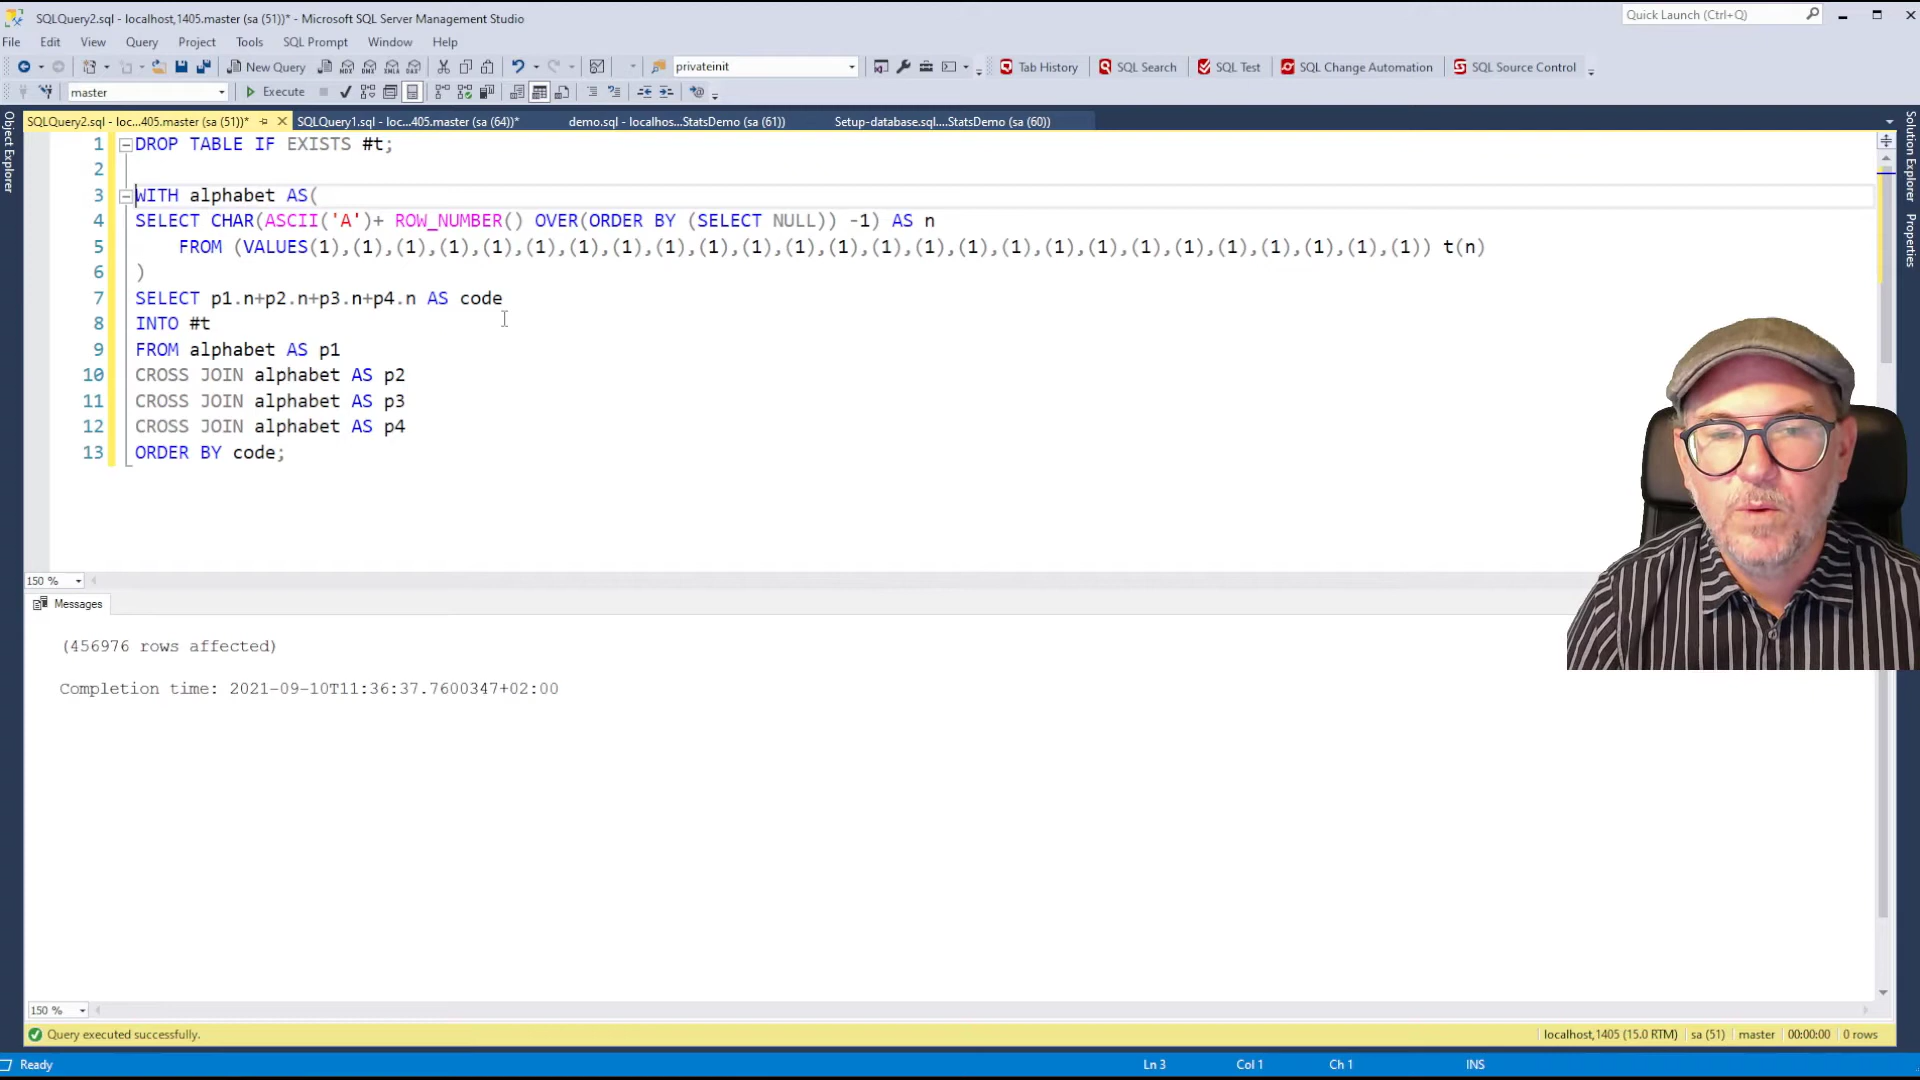 SQLQuery2.sql - localhost,1405.master (sa (51))* - Microsoft SQL Server Management Studio
Quick Launch (Ctrl+Q)
File Edit View Query Project Tools SQL Prompt Window Help
New Query
privateinit
Tab History
SQL Search
SQL Test
SQL Change Automation
SQL Source Control
master
Execute
SQLQuery2.sql - loc...405.master (sa (51))*
SQLQuery1.sql - loc...405.master (sa (64))*
demo.sql - localhos...StatsDemo (sa (61))
Setup-database.sql....StatsDemo (sa (60))
Object Explorer
Solution Explorer
Properties
1 DROP TABLE IF EXISTS #t;
2
3 WITH alphabet AS(
4 SELECT CHAR(ASCII('A')+ ROW_NUMBER() OVER(ORDER BY (SELECT NULL)) -1) AS n
5 FROM (VALUES(1),(1),(1),(1),(1),(1),(1),(1),(1),(1),(1),(1),(1),(1),(1),(1),(1),(1),(1),(1),(1),(1),(1),(1),(1),(1)) t(n)
6 )
7 SELECT p1.n+p2.n+p3.n+p4.n AS code
8 INTO #t
9 FROM alphabet AS p1
10 CROSS JOIN alphabet AS p2
11 CROSS JOIN alphabet AS p3
12 CROSS JOIN alphabet AS p4
13 ORDER BY code;
150 %
Messages
(456976 rows affected)
Completion time: 2021-09-10T11:36:37.7600347+02:00
150 %
Query executed successfully.
localhost,1405 (15.0 RTM) sa (51) master 00:00:00 0 rows
Ready
Ln 3 Col 1 Ch 1 INS